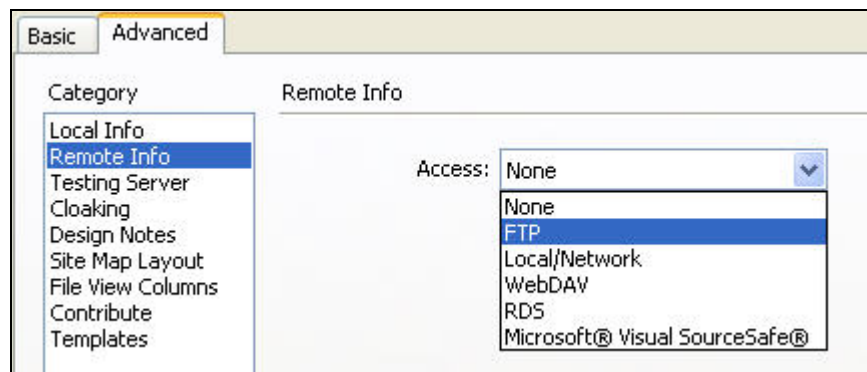 Basic
Advanced
Category
Local Info
Remote Info
Testing Server
Cloaking
Design Notes
Site Map Layout
File View Columns
Contribute
Templates
Remote Info
Access:
None
None
FTP
Local/Network
WebDAV
RDS
Microsoft® Visual SourceSafe®